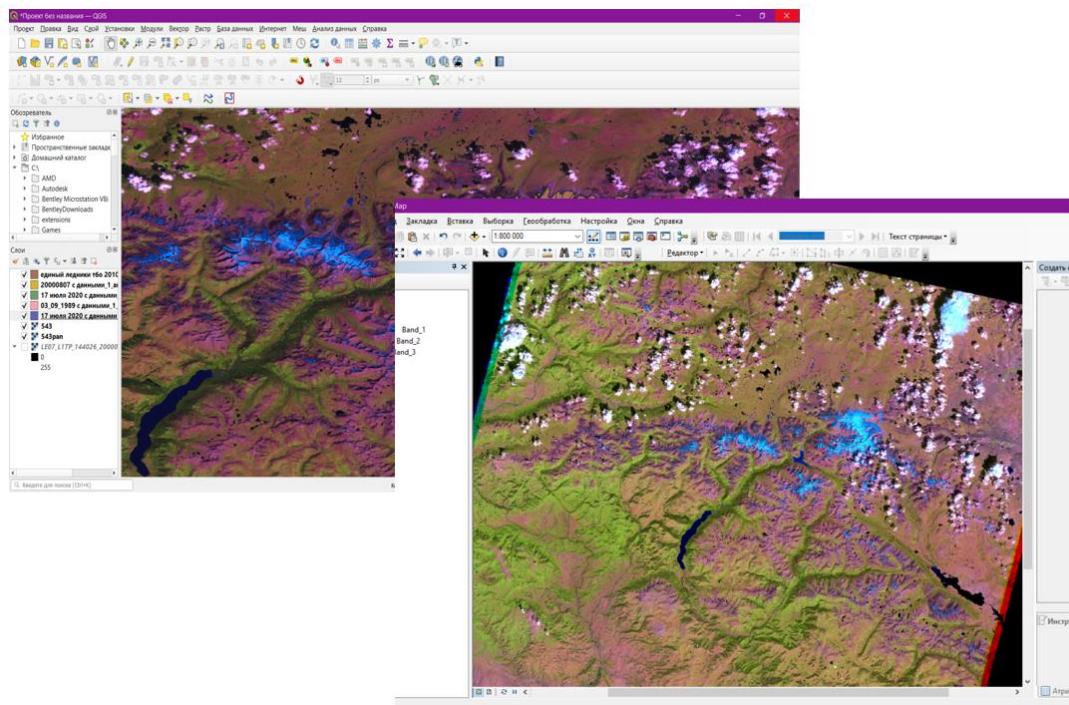 *Проект без названия — QGIS
Проект Правка Вид Слой Установки Модули Вектор Растр База данных Интернет Меш Анализ данных Справка
12 px
Обозреватель
Избранное
Пространственные закладк
Домашний каталог
C:\
AMD
Autodesk
Bentley Microstation V8i
BentleyDownloads
extensions
Games
Слои
единый ледники тбо 2010
20000807 с данными_1_в
17 июля 2020 с данными
03_09_1989 с данными_1_
17 июля 2020 с данными
543
543pan
LE07_L1TP_144026_20000
0
255
Введите для поиска (Ctrl+K)
Map
Закладка Вставка Выборка Геообработка Настройка Окна Справка
1:800 000
Текст страницы
Редактор
Создать
Band_1
Band_2
Band_3
Инстр
Атри